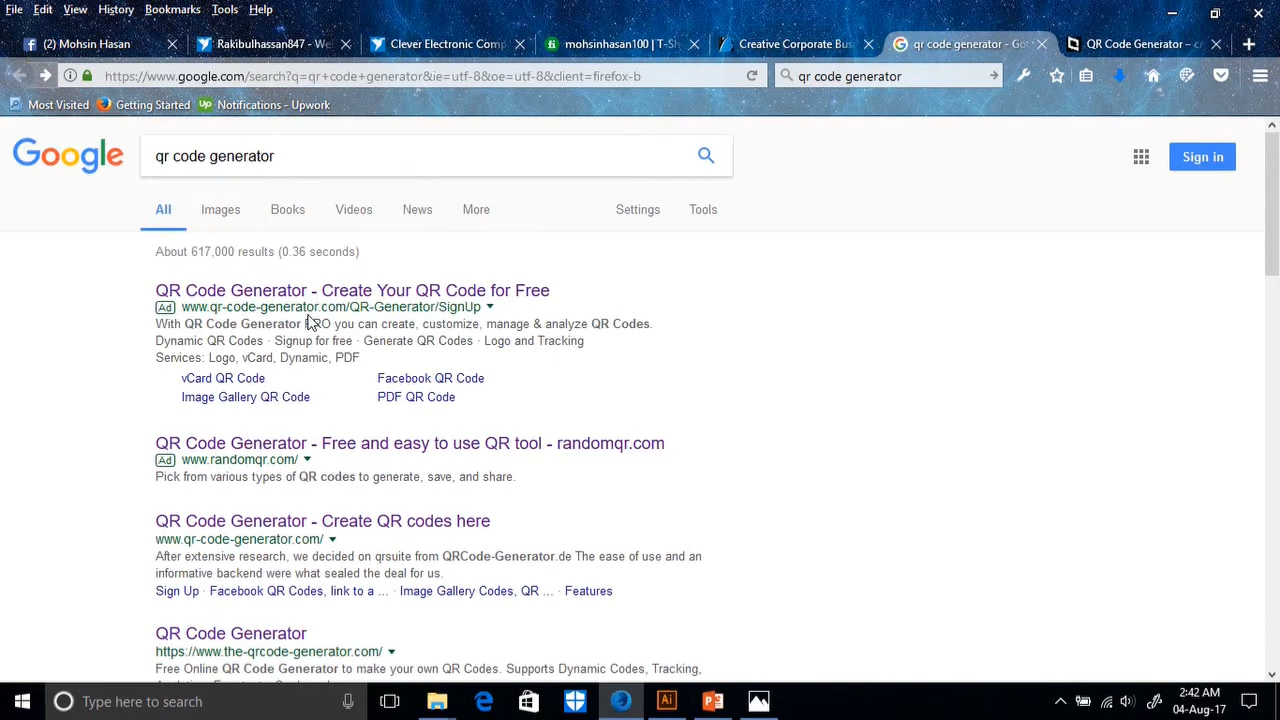 File Edit View History Bookmarks Tools Help
(2) Mohsin Hasan
Rakibulhassan847 - We
Clever Electronic Comp
mohsinhasan100 | T-Sh
Creative Corporate Bus
qr code generator - Go
QR Code Generator – cr
https://www.google.com/search?q=qr+code+generator&ie=utf-8&oe=utf-8&client=firefox-b
qr code generator
Most Visited Getting Started Notifications - Upwork
Google
qr code generator
Sign in
All Images Books Videos News More Settings Tools
About 617,000 results (0.36 seconds)
QR Code Generator - Create Your QR Code for Free
Ad www.qr-code-generator.com/QR-Generator/SignUp
With QR Code Generator PRO you can create, customize, manage & analyze QR Codes.
Dynamic QR Codes · Signup for free · Generate QR Codes · Logo and Tracking
Services: Logo, vCard, Dynamic, PDF
vCard QR Code Facebook QR Code
Image Gallery QR Code PDF QR Code
QR Code Generator - Free and easy to use QR tool - randomqr.com
Ad www.randomqr.com/
Pick from various types of QR codes to generate, save, and share.
QR Code Generator - Create QR codes here
www.qr-code-generator.com/
After extensive research, we decided on qrsuite from QRCode-Generator.de The ease of use and an
informative backend were what sealed the deal for us.
Sign Up · Facebook QR Codes, link to a ... · Image Gallery Codes, QR ... · Features
QR Code Generator
https://www.the-qrcode-generator.com/
Free Online QR Code Generator to make your own QR Codes. Supports Dynamic Codes, Tracking,
Type here to search
2:42 AM
04-Aug-17